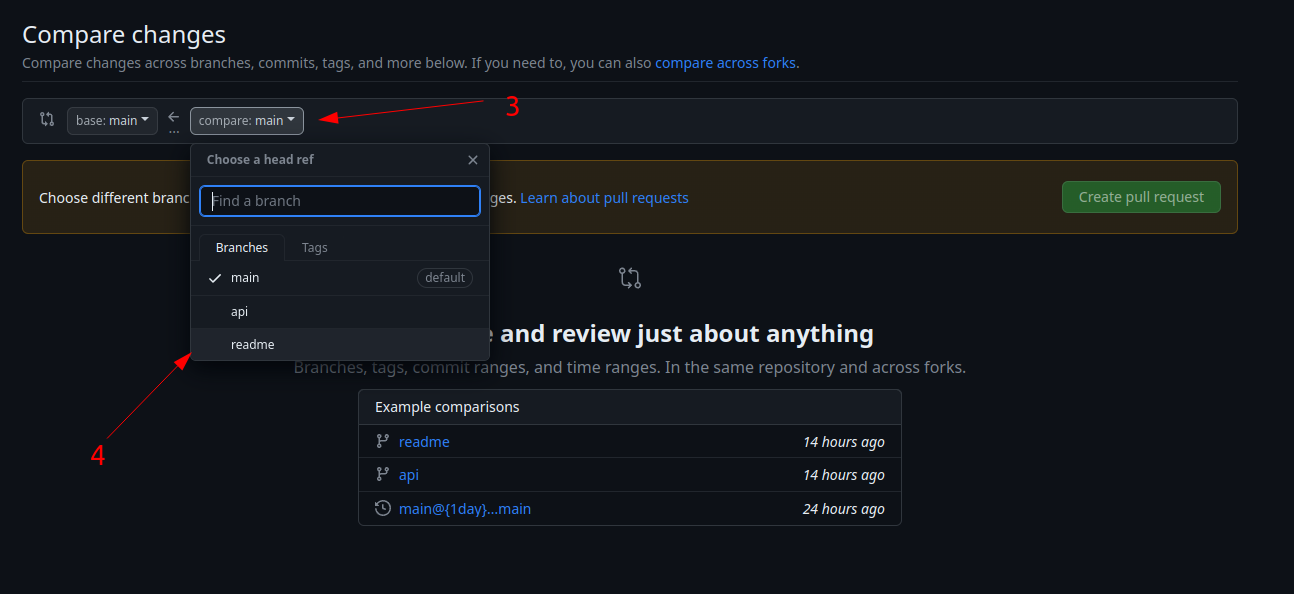 Compare changes
Compare changes across branches, commits, tags, and more below. If you need to, you can also compare across forks.
base: main
...
compare: main
3
Choose a head ref
Choose different branc
ges. Learn about pull requests
Create pull request
Find a branch
Branches Tags
main default
api
readme
and review just about anything
Branches, tags, commit ranges, and time ranges. In the same repository and across forks.
4
Example comparisons
readme 14 hours ago
api 14 hours ago
main@{1day}...main 24 hours ago